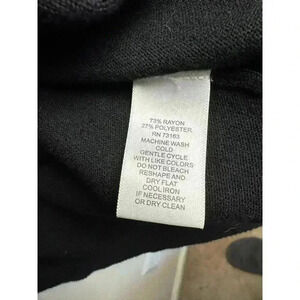 73% RAYON
27% POLYESTER
RN 73163
MACHINE WASH
COLD
GENTLE CYCLE
WITH LIKE COLORS
DO NOT BLEACH
RESHAPE AND
DRY FLAT
COOL IRON
IF NECESSARY
OR DRY CLEAN